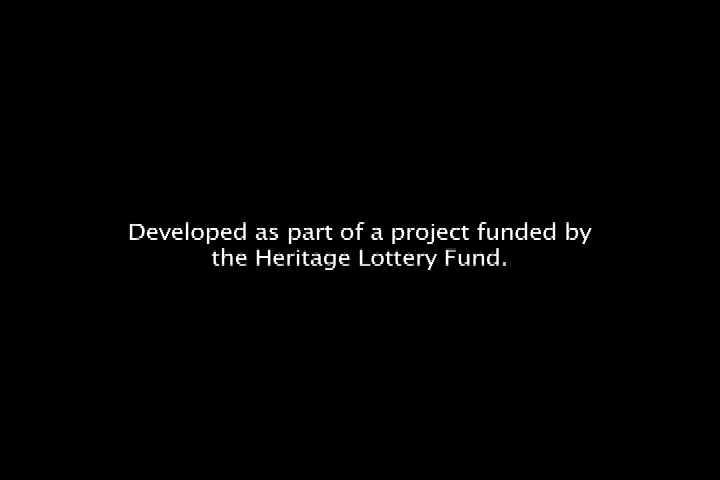 Developed as part of a project funded by
the Heritage Lottery Fund.